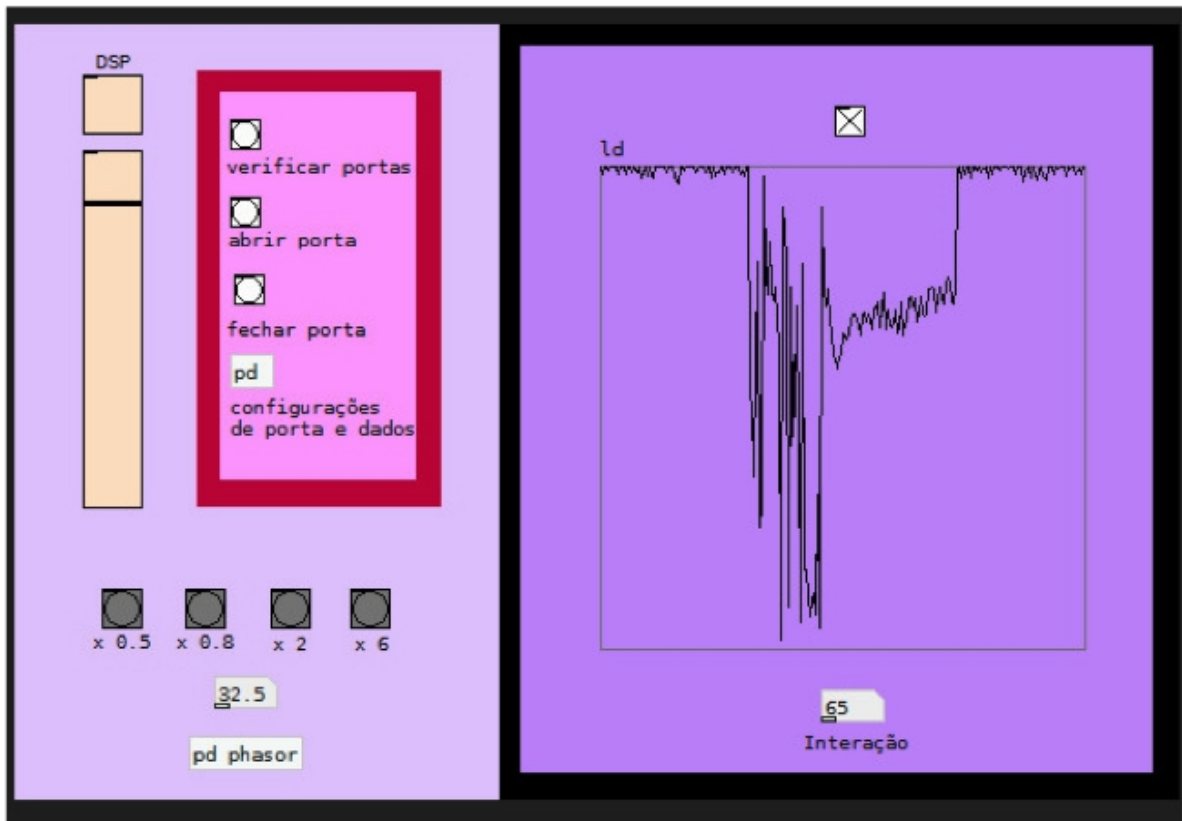 DSP
verificar portas
abrir porta
fechar porta
pd
configurações
de porta e dados
x 0.5
x 0.8
x 2
x 6
32.5
pd phasor
ld
65
Interação